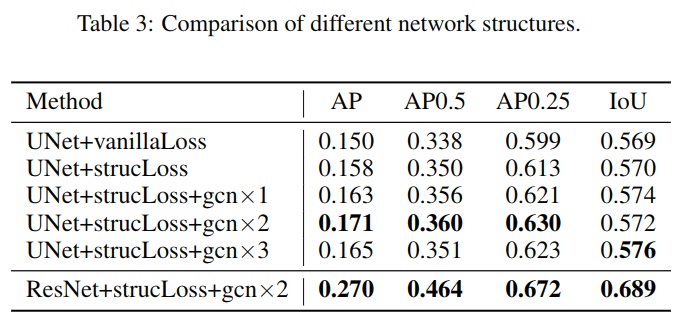 Table 3: Comparison of different network structures.
Method AP AP0.5 AP0.25 IoU
UNet+vanillaLoss 0.150 0.338 0.599 0.569
UNet+strucLoss 0.158 0.350 0.613 0.570
UNet+strucLoss+gcn×1 0.163 0.356 0.621 0.574
UNet+strucLoss+gcn×2 0.171 0.360 0.630 0.572
UNet+strucLoss+gcn×3 0.165 0.351 0.623 0.576
ResNet+strucLoss+gcn×2 0.270 0.464 0.672 0.689